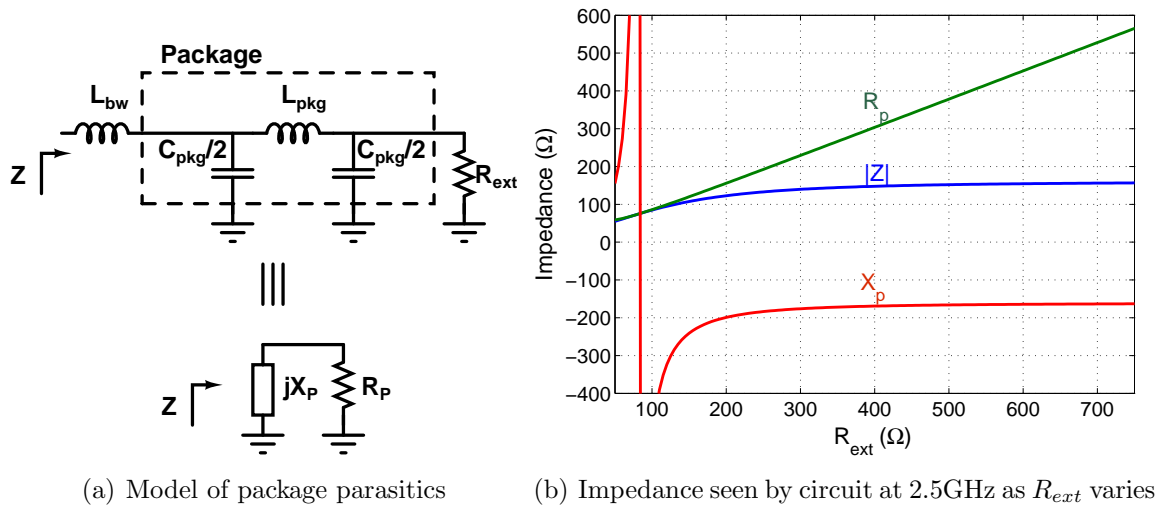 Package
L_bw
L_pkg
C_pkg/2
C_pkg/2
R_ext
Z
jX_P
R_P
Z
(a) Model of package parasitics
600
500
400
300
200
100
0
−100
−200
−300
−400
Impedance (Ω)
R_p
|Z|
X_p
100 200 300 400 500 600 700
R_ext (Ω)
(b) Impedance seen by circuit at 2.5GHz as R_ext varies